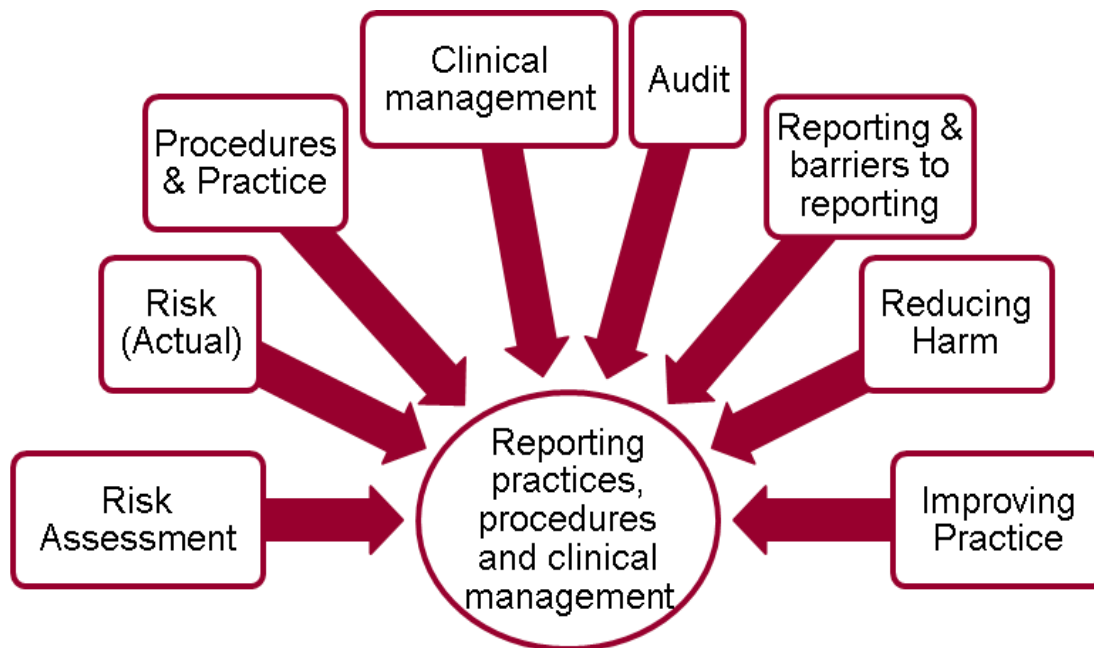 Clinical
management
Audit
Procedures
& Practice
Reporting &
barriers to
reporting
Risk
(Actual)
Reducing
Harm
Risk
Assessment
Reporting
practices,
procedures
and clinical
management
Improving
Practice